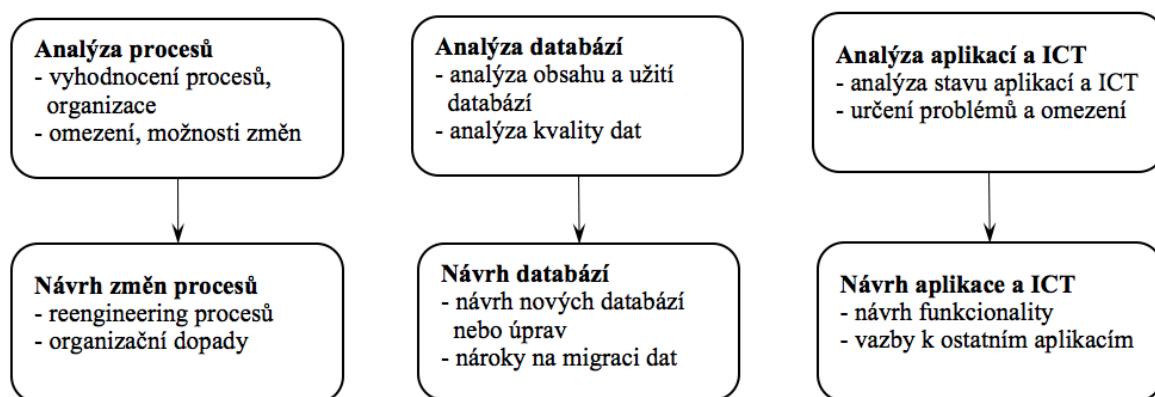 Analýza procesů
- vyhodnocení procesů,
organizace
- omezení, možnosti změn
Analýza databází
- analýza obsahu a užití
databází
- analýza kvality dat
Analýza aplikací a ICT
- analýza stavu aplikací a ICT
- určení problémů a omezení
Návrh změn procesů
- reengineering procesů
- organizační dopady
Návrh databází
- návrh nových databází
nebo úprav
- nároky na migraci dat
Návrh aplikace a ICT
- návrh funkcionality
- vazby k ostatním aplikacím